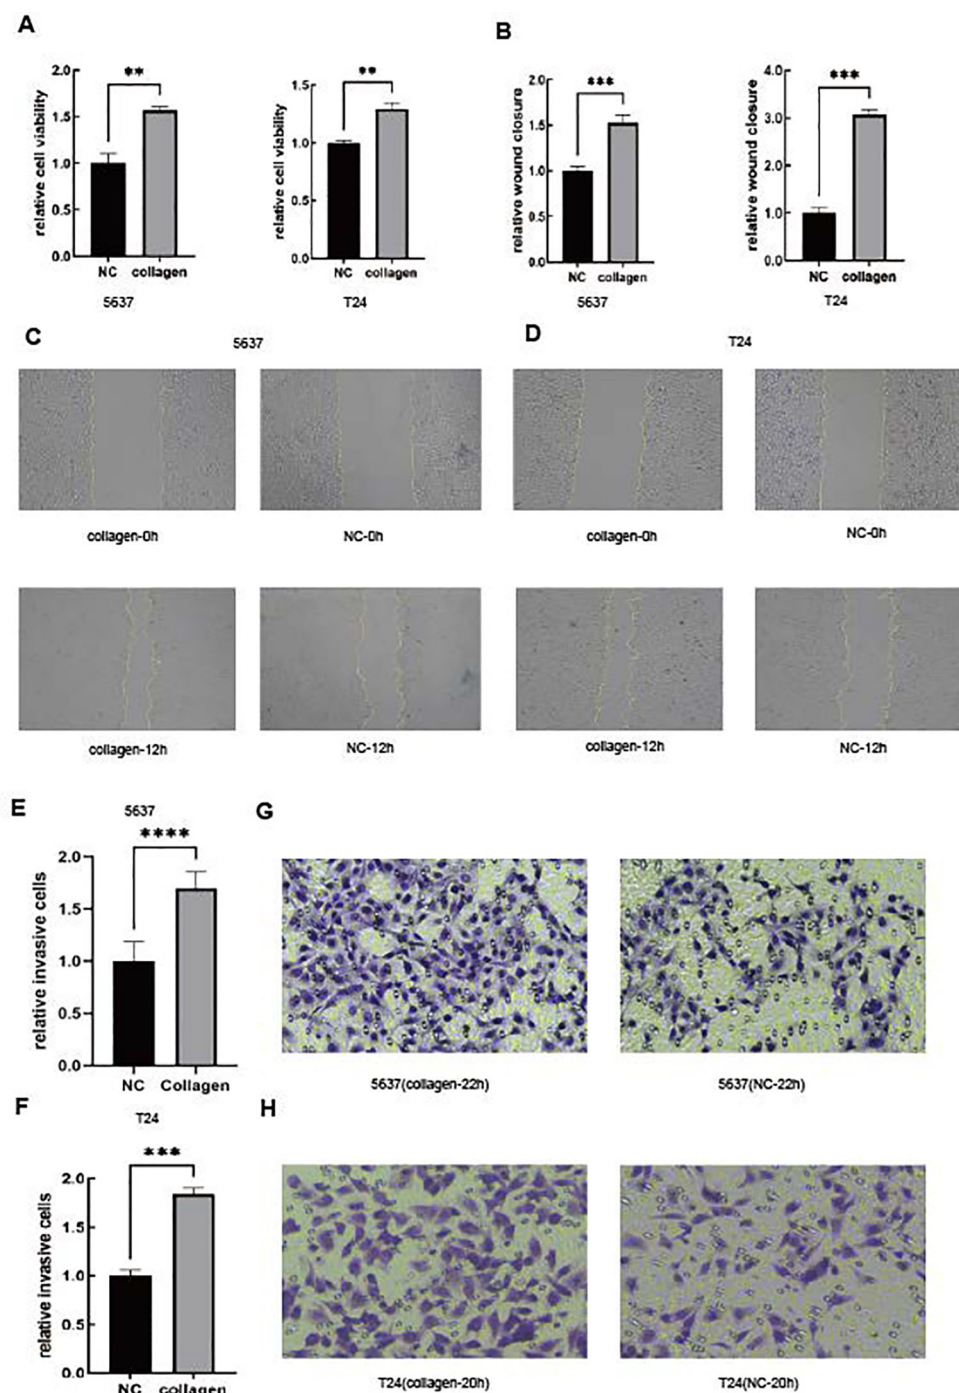 A
B
2.0
1.5
1.0
0.5
0.0
relative cell viability
**
NC collagen
5637
1.5
1.0
0.5
0.0
relative cell viability
**
NC collagen
T24
2.0
1.5
1.0
0.5
0.0
relative wound closure
***
NC collagen
5637
4.0
3.0
2.0
1.0
0.0
relative wound closure
***
NC collagen
T24
C
5637
D
T24
collagen-0h
NC-0h
collagen-0h
NC-0h
collagen-12h
NC-12h
collagen-12h
NC-12h
E
5637
****
2.0
1.5
1.0
0.5
0.0
relative invasive cells
NC Collagen
G
5637(collagen-22h)
5637(NC-22h)
F
T24
***
2.0
1.5
1.0
0.5
0.0
relative invasive cells
NC collagen
H
T24(collagen-20h)
T24(NC-20h)